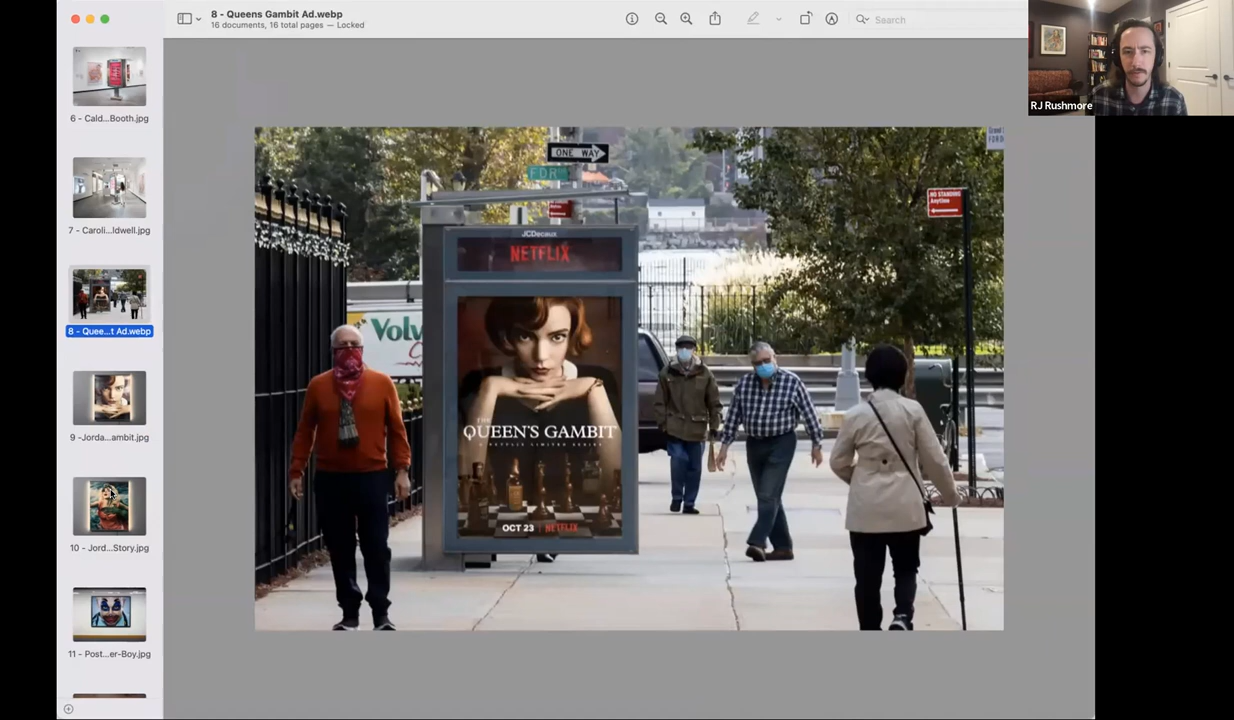 8 - Queens Gambit Ad.webp
16 documents, 16 total pages — Locked
Search
RJ Rushmore
6 - Cald...Booth.jpg
7 - Caroli...ldwell.jpg
8 - Quee...t Ad.webp
9 -Jorda...ambit.jpg
10 - Jord...Story.jpg
11 - Post...er-Boy.jpg
ONE WAY
FDR
NO STANDING
Anytime
JCDecaux
NETFLIX
Volv
THE
QUEEN'S GAMBIT
A NETFLIX LIMITED SERIES
OCT 23 | NETFLIX